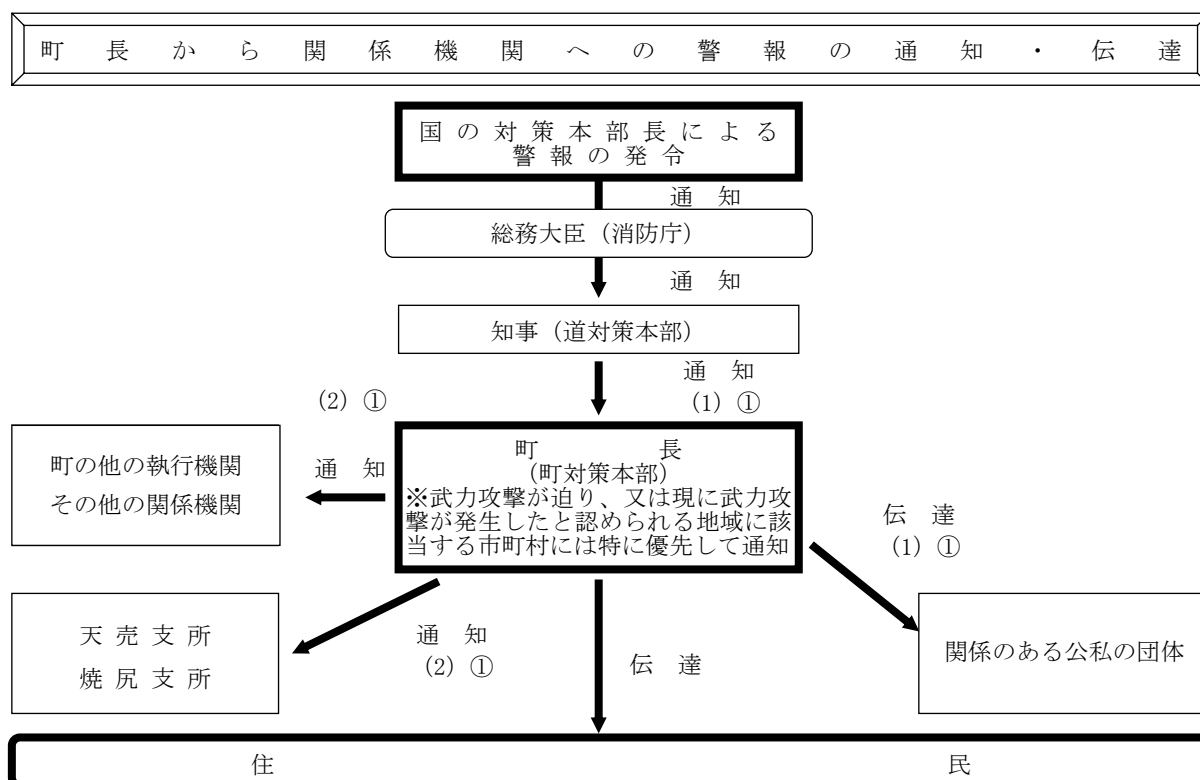 町長から関係機関への警報の通知・伝達
国の対策本部長による
警報の発令
通知
総務大臣（消防庁）
通知
知事（道対策本部）
通知
(1) ①
(2) ①
町の他の執行機関
その他の関係機関
通知
町長
（町対策本部）
※武力攻撃が迫り、又は現に武力攻
撃が発生したと認められる地域に該
当する市町村には特に優先して通知
伝達
(1) ①
天売支所
焼尻支所
通知
(2) ①
伝達
関係のある公私の団体
住民